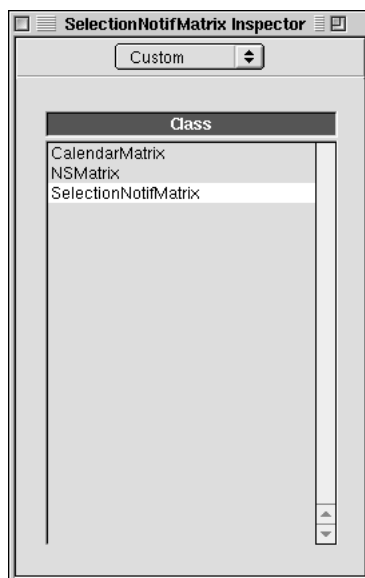 SelectionNotifMatrix Inspector
Custom
Class
CalendarMatrix
NSMatrix
SelectionNotifMatrix